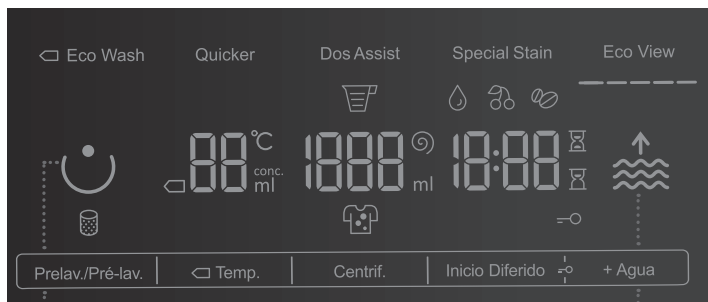 Eco Wash Quicker Dos Assist Special Stain Eco View
88 °C 1888 18:88
conc.
ml ml
Prelav./Pré-lav. Temp. Centrif. Inicio Diferido + Agua